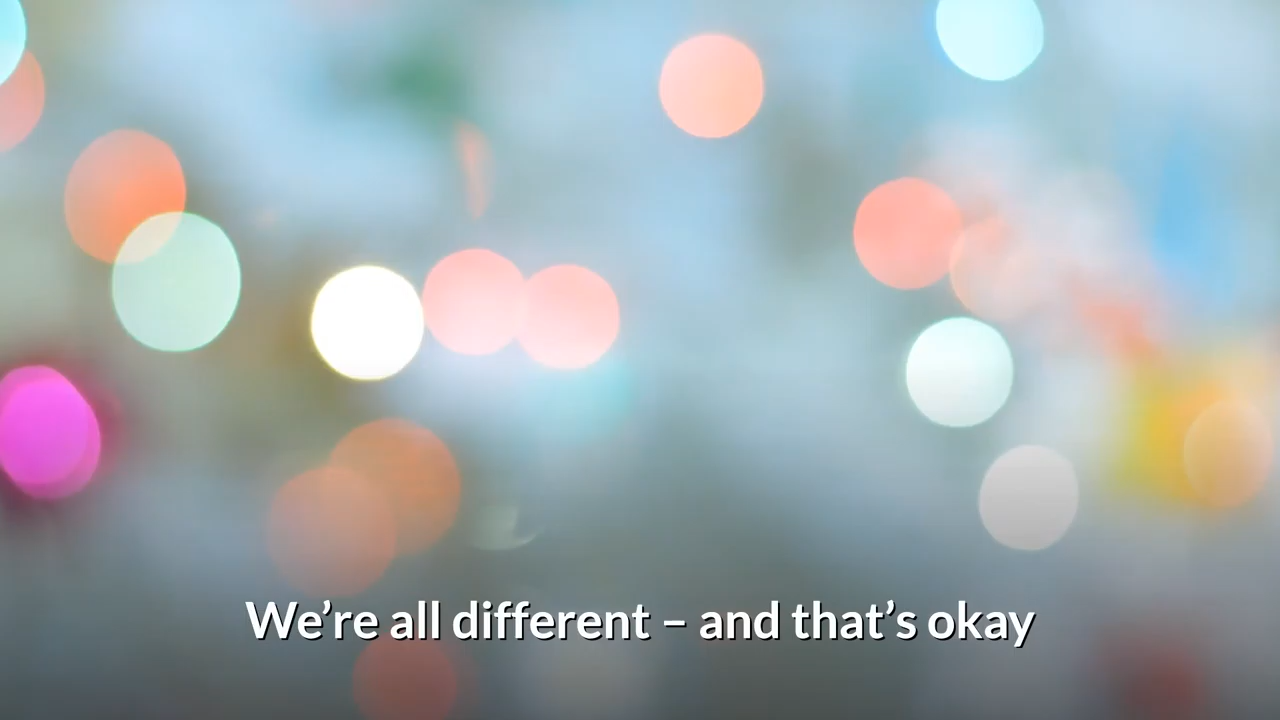 We’re all different – and that’s okay